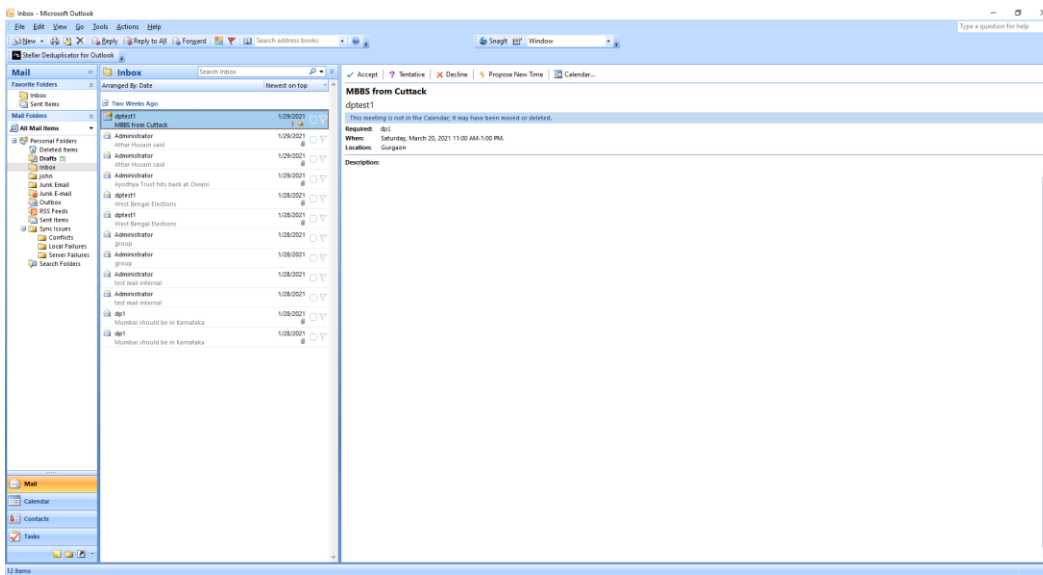 Inbox - Microsoft Outlook
File Edit View Go Tools Actions Help
Type a question for help
New Reply Reply to All Forward Search address books SnagIt Window
Stellar Deduplicator for Outlook
Mail
Favorite Folders
Inbox
Sent Items
Mail Folders
All Mail Items
Personal Folders
Deleted Items
Drafts [5]
Inbox
john
Junk Email
Junk E-mail
Outbox
RSS Feeds
Sent Items
Sync Issues
Conflicts
Local Failures
Server Failures
Search Folders
Mail
Calendar
Contacts
Tasks
12 Items
Inbox Search Inbox
Arranged By: Date Newest on top
Two Weeks Ago
dptest1 1/29/2021
MBBS from Cuttack
Administrator 1/29/2021
Athar Husain said
Administrator 1/29/2021
Athar Husain said
Administrator 1/29/2021
Ayodhya Trust hits back at Owaisi
dptest1 1/28/2021
West Bengal Elections
dptest1 1/28/2021
West Bengal Elections
Administrator 1/28/2021
group
Administrator 1/28/2021
group
Administrator 1/28/2021
test mail internal
Administrator 1/28/2021
test mail internal
dp1 1/28/2021
Mumbai should be in Karnataka
dp1 1/28/2021
Mumbai should be in Karnataka
Accept ? Tentative Decline Propose New Time Calendar...
MBBS from Cuttack
dptest1
This meeting is not in the Calendar; it may have been moved or deleted.
Required: dp1
When: Saturday, March 20, 2021 11:00 AM-1:00 PM.
Location: Gurgaon
Description: